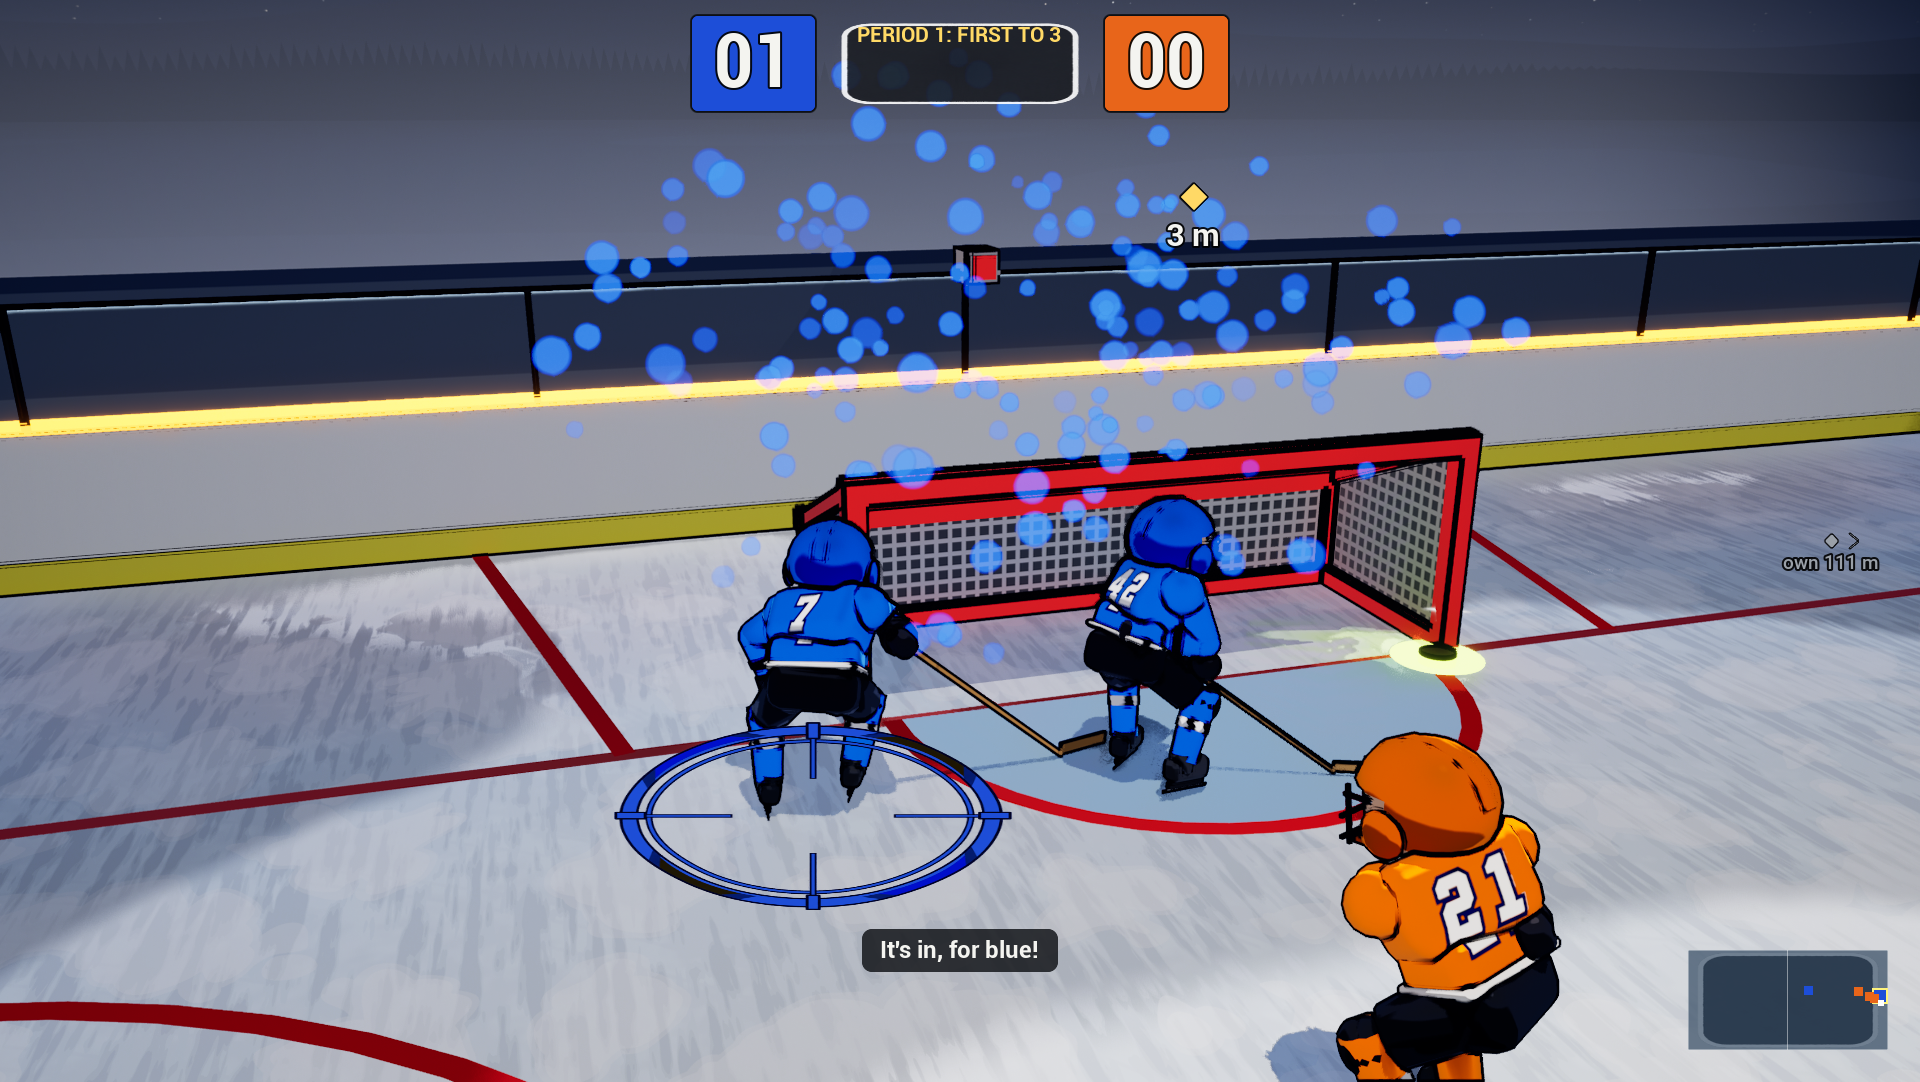 01
PERIOD 1: FIRST TO 3
00
3 m
own 111 m
7
42
21
It's in, for blue!